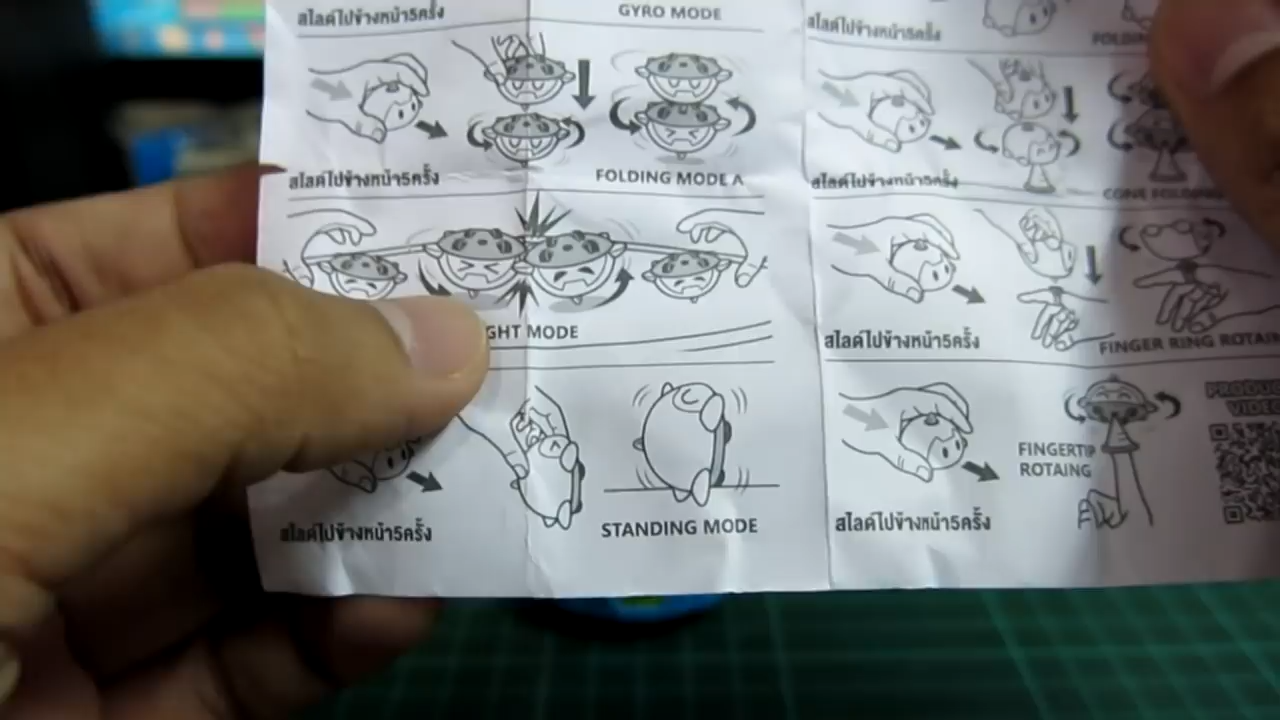 สไลด์ไปข้างหน้า5ครั้ง
GYRO MODE
สไลด์ไปข้างหน้า5ครั้ง
FOLDING MODE A
GHT MODE
สไลด์ไปข้างหน้า5ครั้ง
STANDING MODE
สไลด์ไปข้างหน้า5ครั้ง
สไลด์ไปข้างหน้า5ครั้ง
CONE FOLDING
สไลด์ไปข้างหน้า5ครั้ง
FINGER RING ROTAIN
FINGERTIP
ROTAING
สไลด์ไปข้างหน้า5ครั้ง